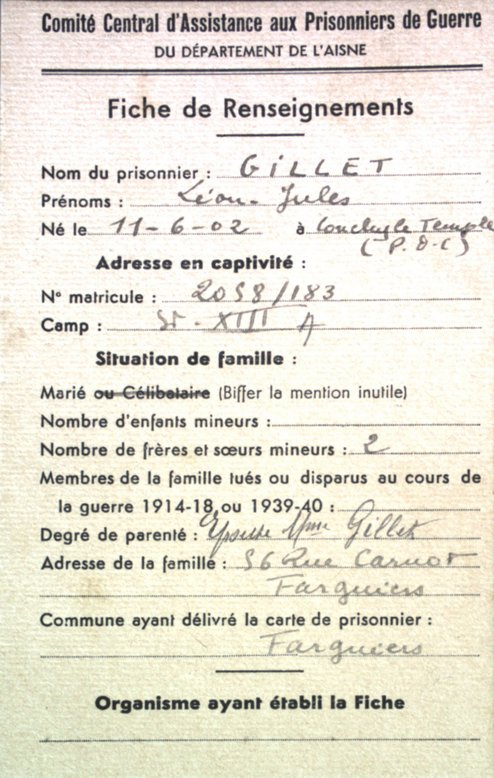 Comité Central d'Assistance aux Prisonniers de Guerre
DU DÉPARTEMENT DE L'AISNE
Fiche de Renseignements
Nom du prisonnier : GILLET
Prénoms : Léon-Jules
Né le 11-6-02 à Conchy le Temple
(P.D.C)
Adresse en captivité :
N° matricule : 2058/183
Camp : St. XIII A
Situation de famille :
Marié ou Célibataire (Biffer la mention inutile)
Nombre d'enfants mineurs :
Nombre de frères et sœurs mineurs : 2
Membres de la famille tués ou disparus au cours de
la guerre 1914-18 ou 1939-40 :
Degré de parenté : Epouse Mme Gillet
Adresse de la famille : 56 Rue Carnot
Farguiers
Commune ayant délivré la carte de prisonnier :
Farguiers
Organisme ayant établi la Fiche